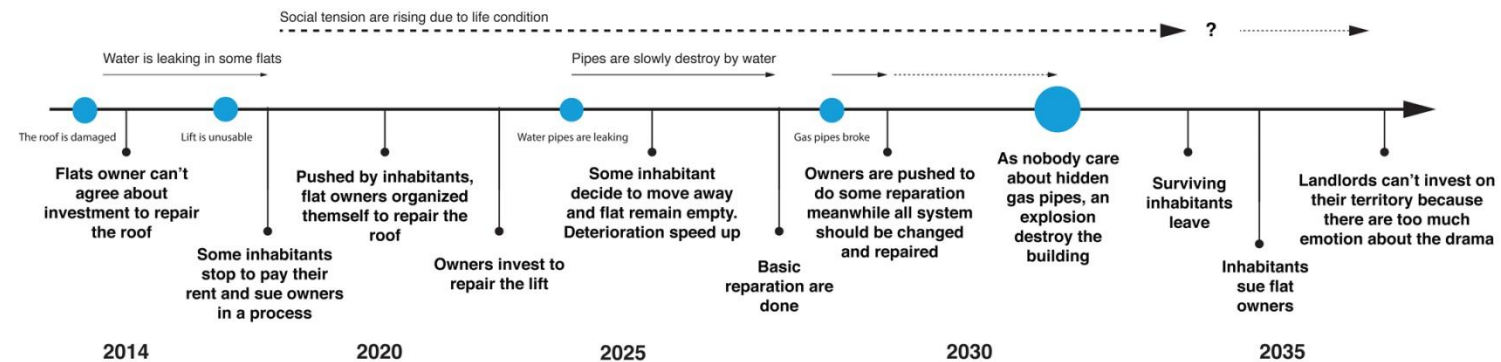 Social tension are rising due to life condition
?
Water is leaking in some flats
Pipes are slowly destroy by water
The roof is damaged
Lift is unusable
Water pipes are leaking
Gas pipes broke
Flats owner can't
agree about
investment to repair
the roof
Some inhabitants
stop to pay their
rent and sue owners
in a process
Pushed by inhabitants,
flat owners organized
themself to repair the
roof
Owners invest to
repair the lift
Some inhabitant
decide to move away
and flat remain empty.
Deterioration speed up
Basic
reparation are
done
Owners are pushed to
do some reparation
meanwhile all system
should be changed
and repaired
As nobody care
about hidden
gas pipes, an
explosion
destroy the
building
Surviving
inhabitants
leave
Inhabitants
sue flat
owners
Landlords can't invest on
their territory because
there are too much
emotion about the drama
2014
2020
2025
2030
2035